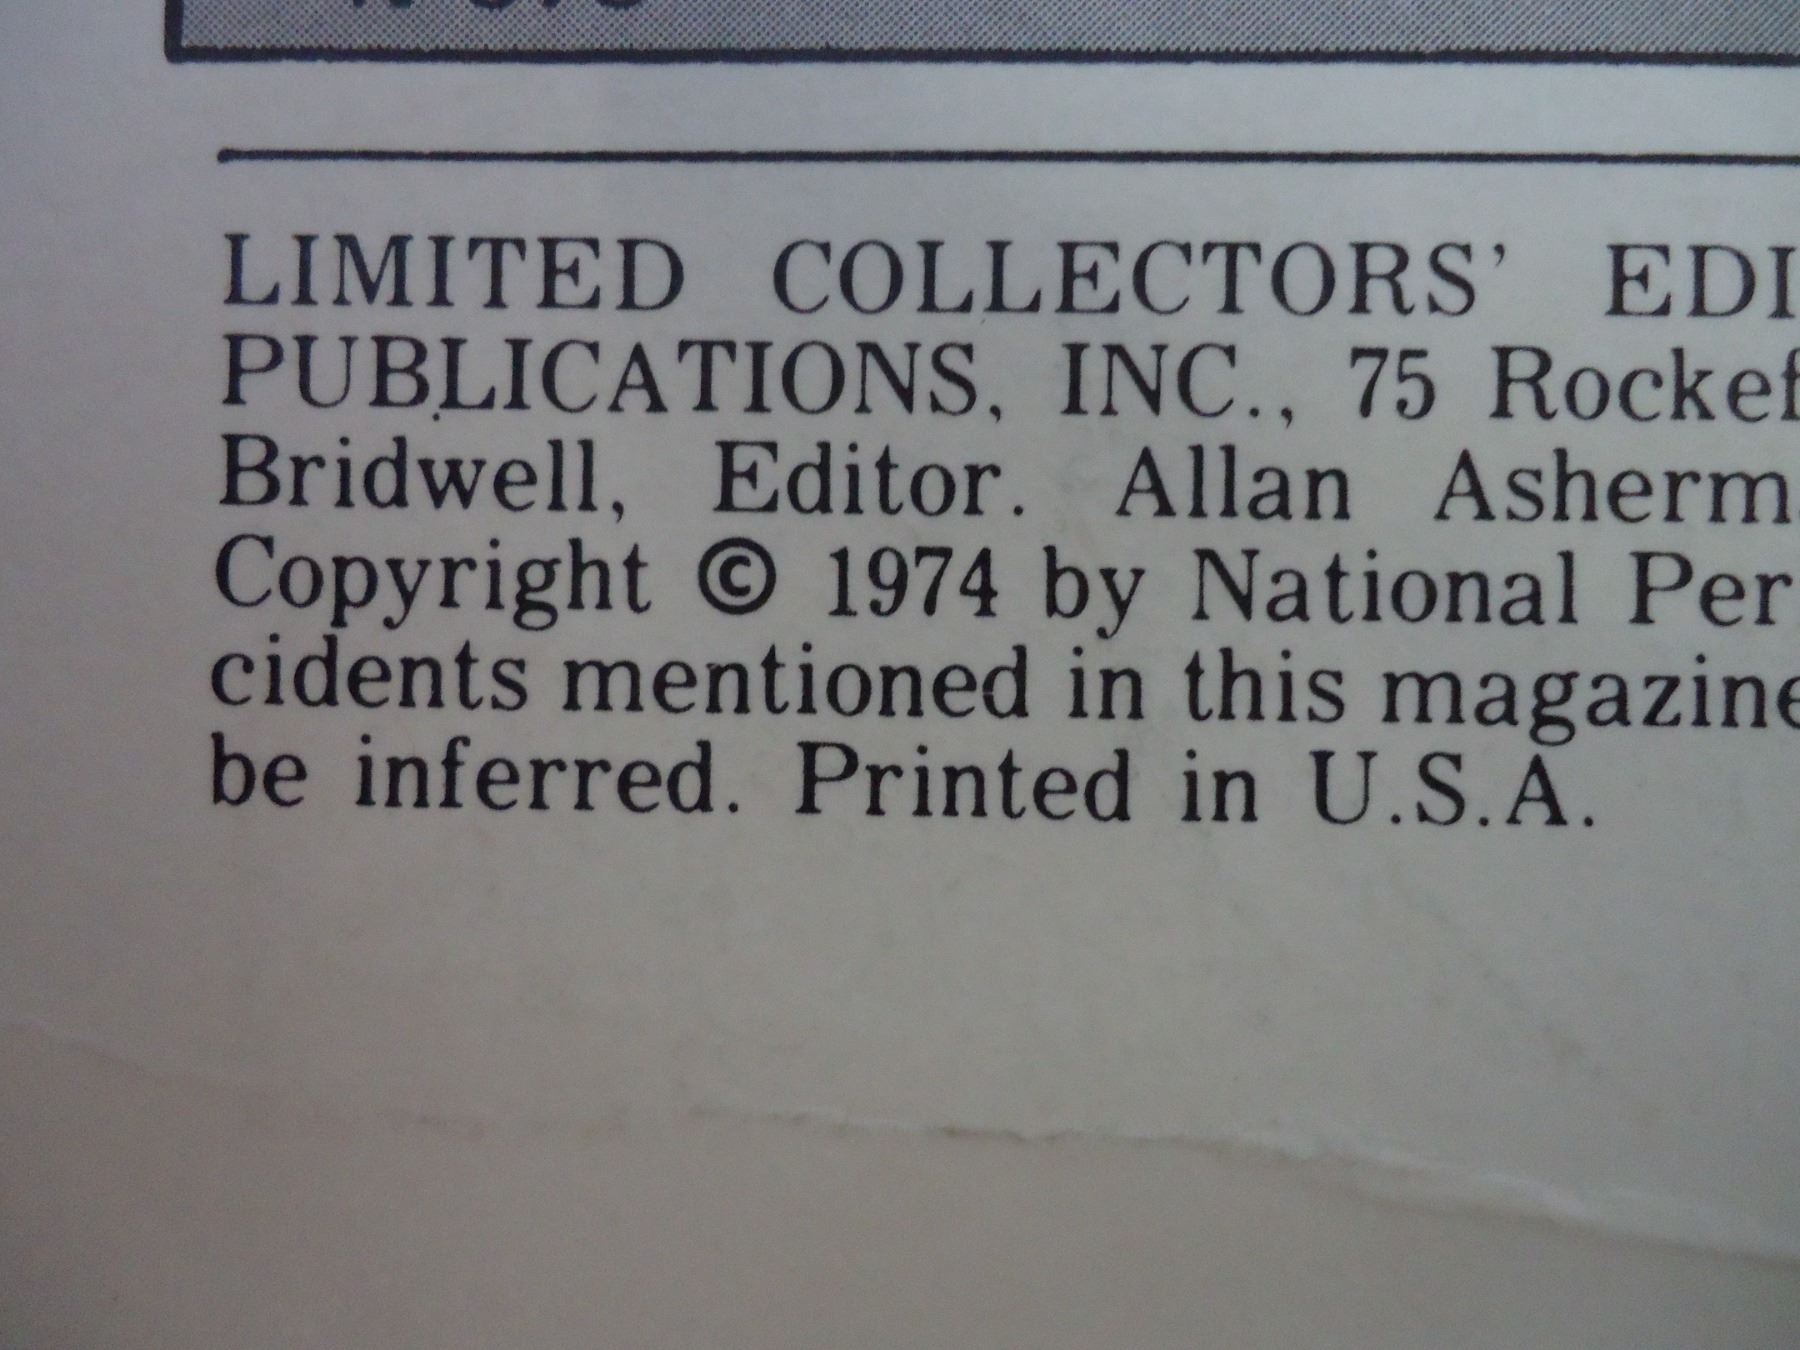 LIMITED COLLECTORS' EDI
PUBLICATIONS, INC., 75 Rockef
Bridwell, Editor. Allan Asherm
Copyright © 1974 by National Per
cidents mentioned in this magazine
be inferred. Printed in U.S.A.